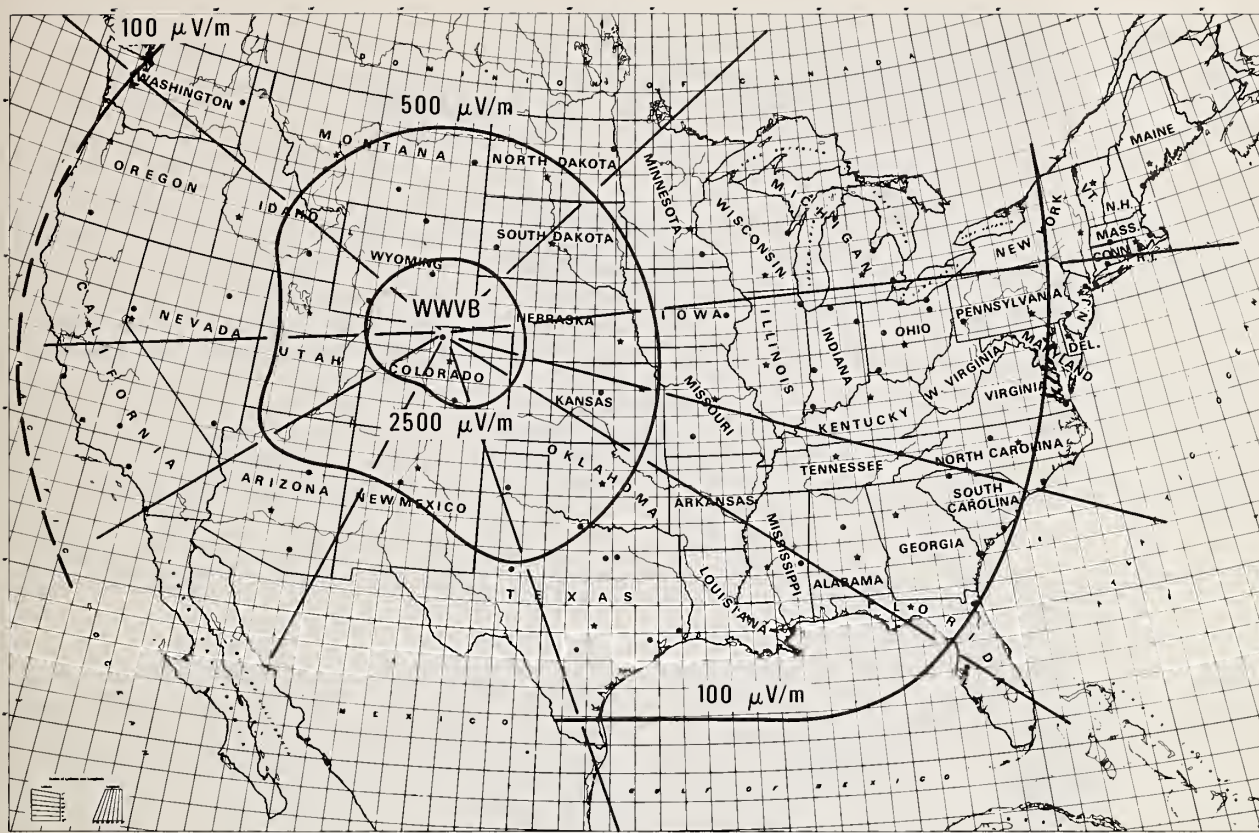 100 μV/m
WASHINGTON
DOMINION OF CANADA
500 μV/m
MONTANA
NORTH DAKOTA
MINNESOTA
MAINE
OREGON
IDAHO
VT.
N.H.
MICHIGAN
WISCONSIN
NEW YORK
MASS.
CONN.
R.I.
SOUTH DAKOTA
WYOMING
WWVB
NEBRASKA
IOWA
PENNSYLVANIA
N.J.
NEVADA
CALIFORNIA
UTAH
COLORADO
ILLINOIS
INDIANA
OHIO
MARYLAND
DEL.
W. VIRGINIA
VIRGINIA
KANSAS
MISSOURI
KENTUCKY
2500 μV/m
OKLAHOMA
NORTH CAROLINA
TENNESSEE
ARIZONA
NEW MEXICO
ARKANSAS
SOUTH
CAROLINA
MISSISSIPPI
GEORGIA
ALABAMA
LOUISIANA
TEXAS
FLORIDA
100 μV/m
MEXICO
GULF OF MEXICO